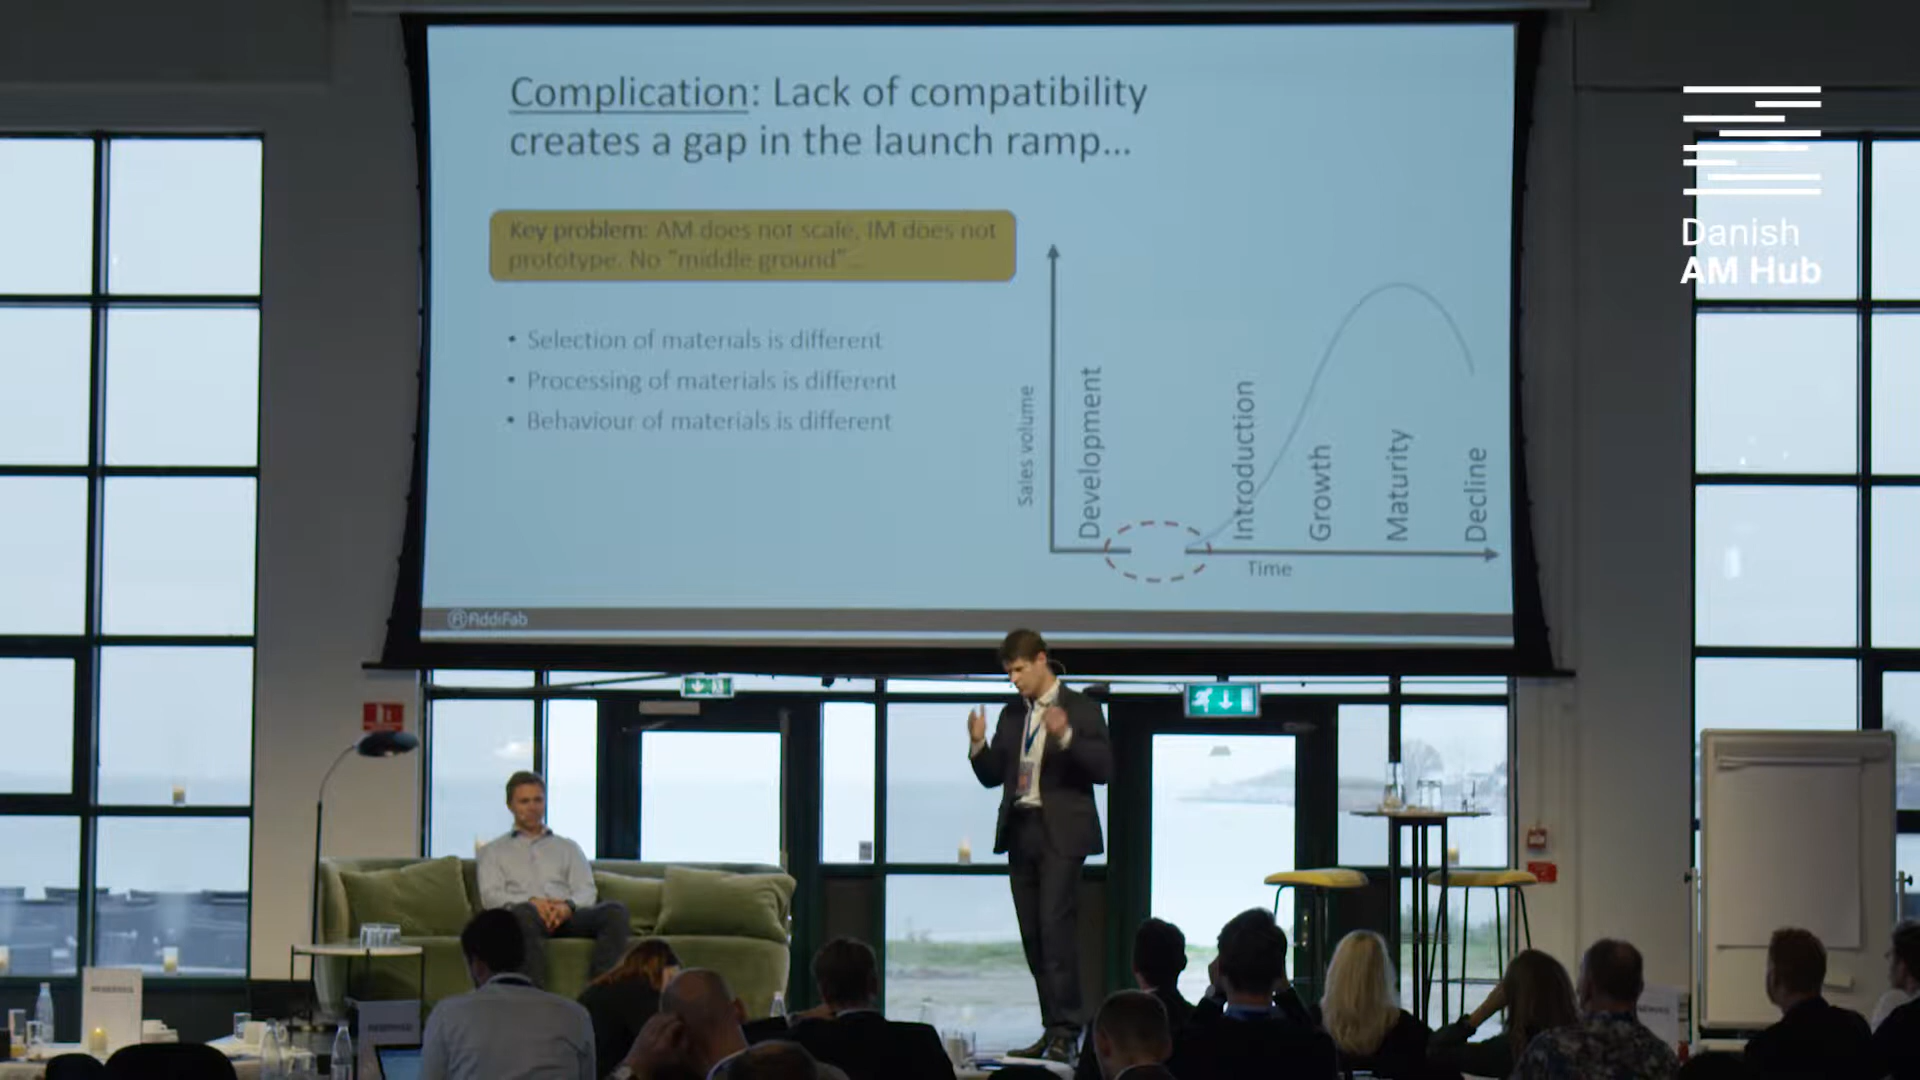 Complication: Lack of compatibility
creates a gap in the launch ramp...
Key problem: AM does not scale, IM does not
prototype. No "middle ground"...
• Selection of materials is different
• Processing of materials is different
• Behaviour of materials is different
Sales volume
Development
Introduction
Growth
Maturity
Decline
Time
AddiFab
Danish
AM Hub
RESERVED
RESERVED